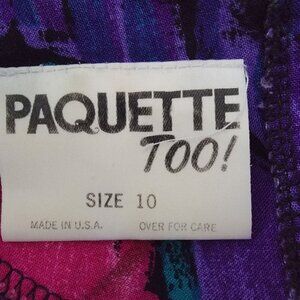 PAQUETTE
TOO!
SIZE 10
MADE IN U.S.A. OVER FOR CARE